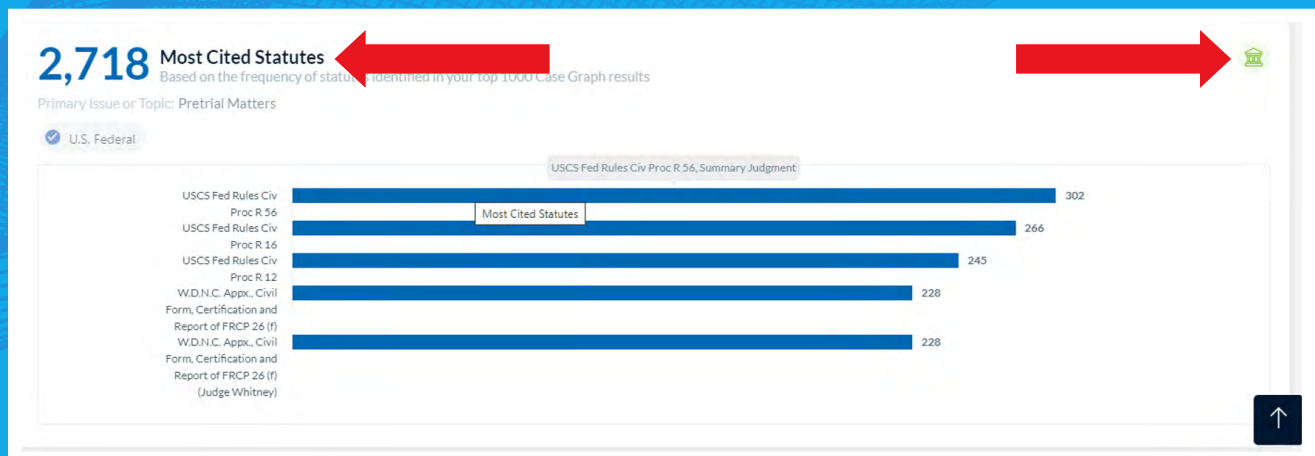 2,718 Most Cited Statutes
Based on the frequency of statutes identified in your top 1000 Case Graph results
Primary Issue or Topic: Pretrial Matters
U.S. Federal
USCS Fed Rules Civ Proc R 56, Summary Judgment
USCS Fed Rules Civ
Proc R 56
302
Most Cited Statutes
USCS Fed Rules Civ
Proc R 16
266
USCS Fed Rules Civ
Proc R 12
245
W.D.N.C. Appx., Civil
Form, Certification and
Report of FRCP 26 (f)
228
W.D.N.C. Appx., Civil
Form, Certification and
Report of FRCP 26 (f)
(Judge Whitney)
228